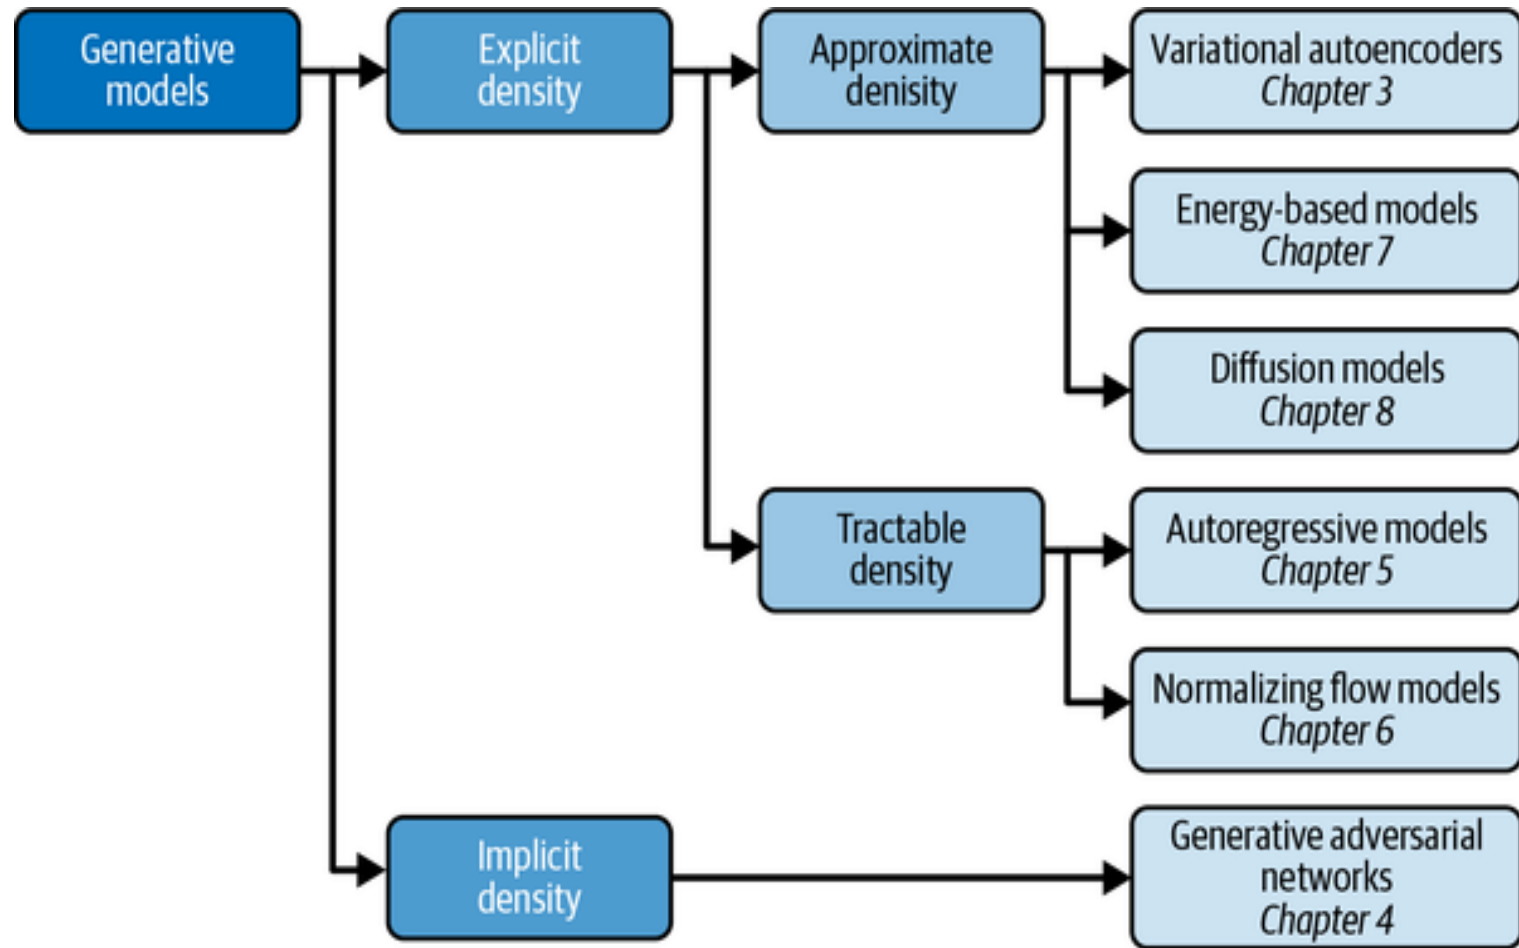 Generative
models
Explicit
density
Approximate
denisity
Variational autoencoders
Chapter 3
Energy-based models
Chapter 7
Diffusion models
Chapter 8
Tractable
density
Autoregressive models
Chapter 5
Normalizing flow models
Chapter 6
Implicit
density
Generative adversarial
networks
Chapter 4